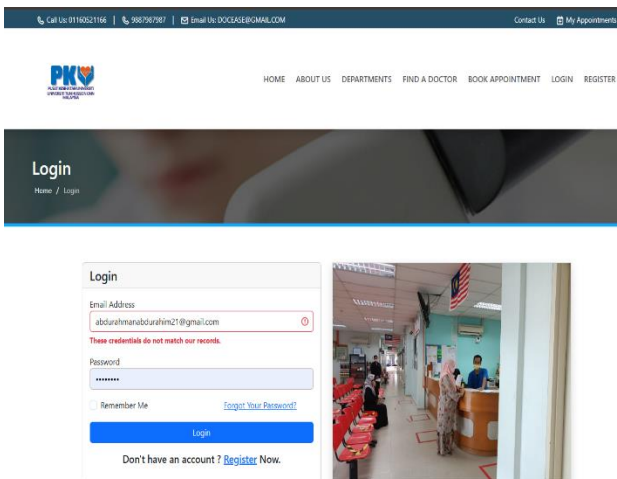 Call Us: 01160521166 | 9887987987 | Email Us: DOCEASE@GMAIL.COM Contact Us My Appointments
PKU
HOME ABOUT US DEPARTMENTS FIND A DOCTOR BOOK APPOINTMENT LOGIN REGISTER
Login
Home / Login
Login
Email Address
abdurahmanabdurahim21@gmail.com
These credentials do not match our records.
Password
Remember Me Forgot Your Password?
Login
Don't have an account ? Register Now.